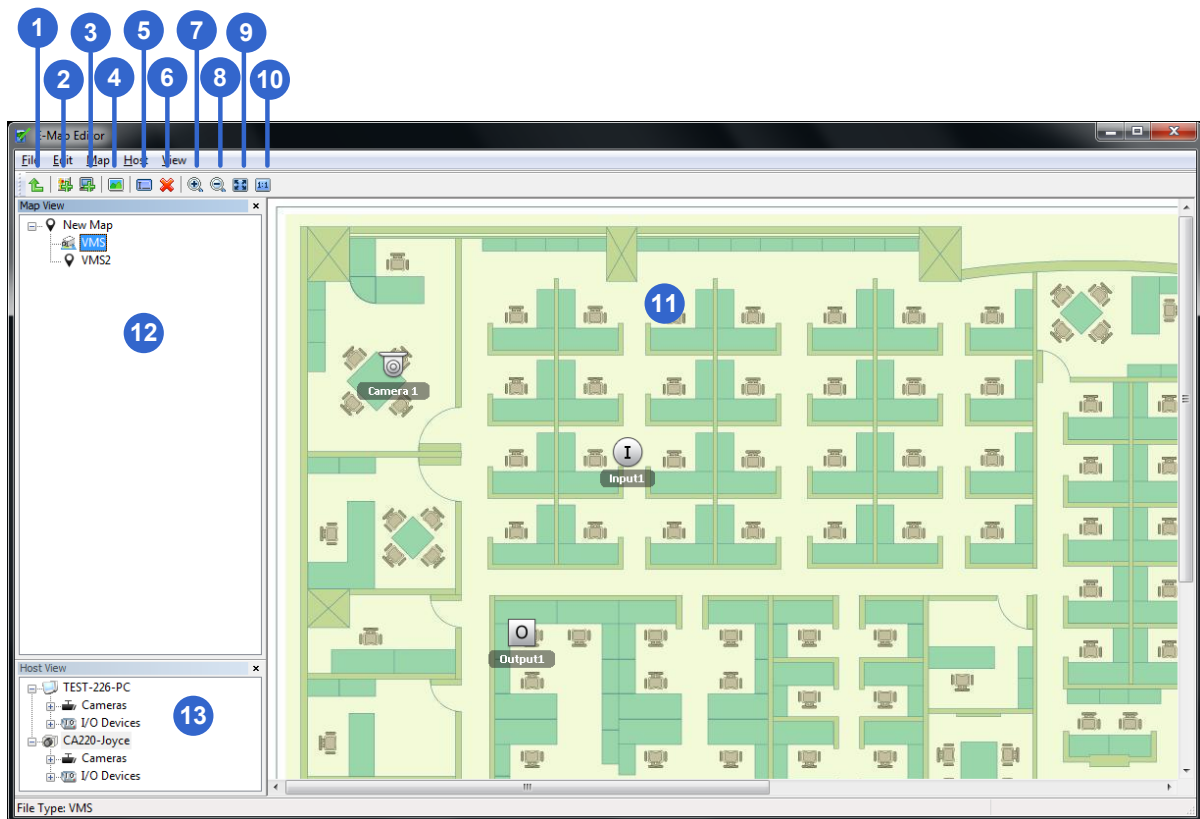 1
3
5
7
9
2
4
6
8
10
E-Map Editor
File Edit Map Host View
1:1
Map View
New Map
VMS
VMS2
12
11
Camera 1
I
Input1
O
Output1
Host View
TEST-226-PC
Cameras
I/O Devices
CA220-Joyce
Cameras
I/O Devices
13
File Type: VMS